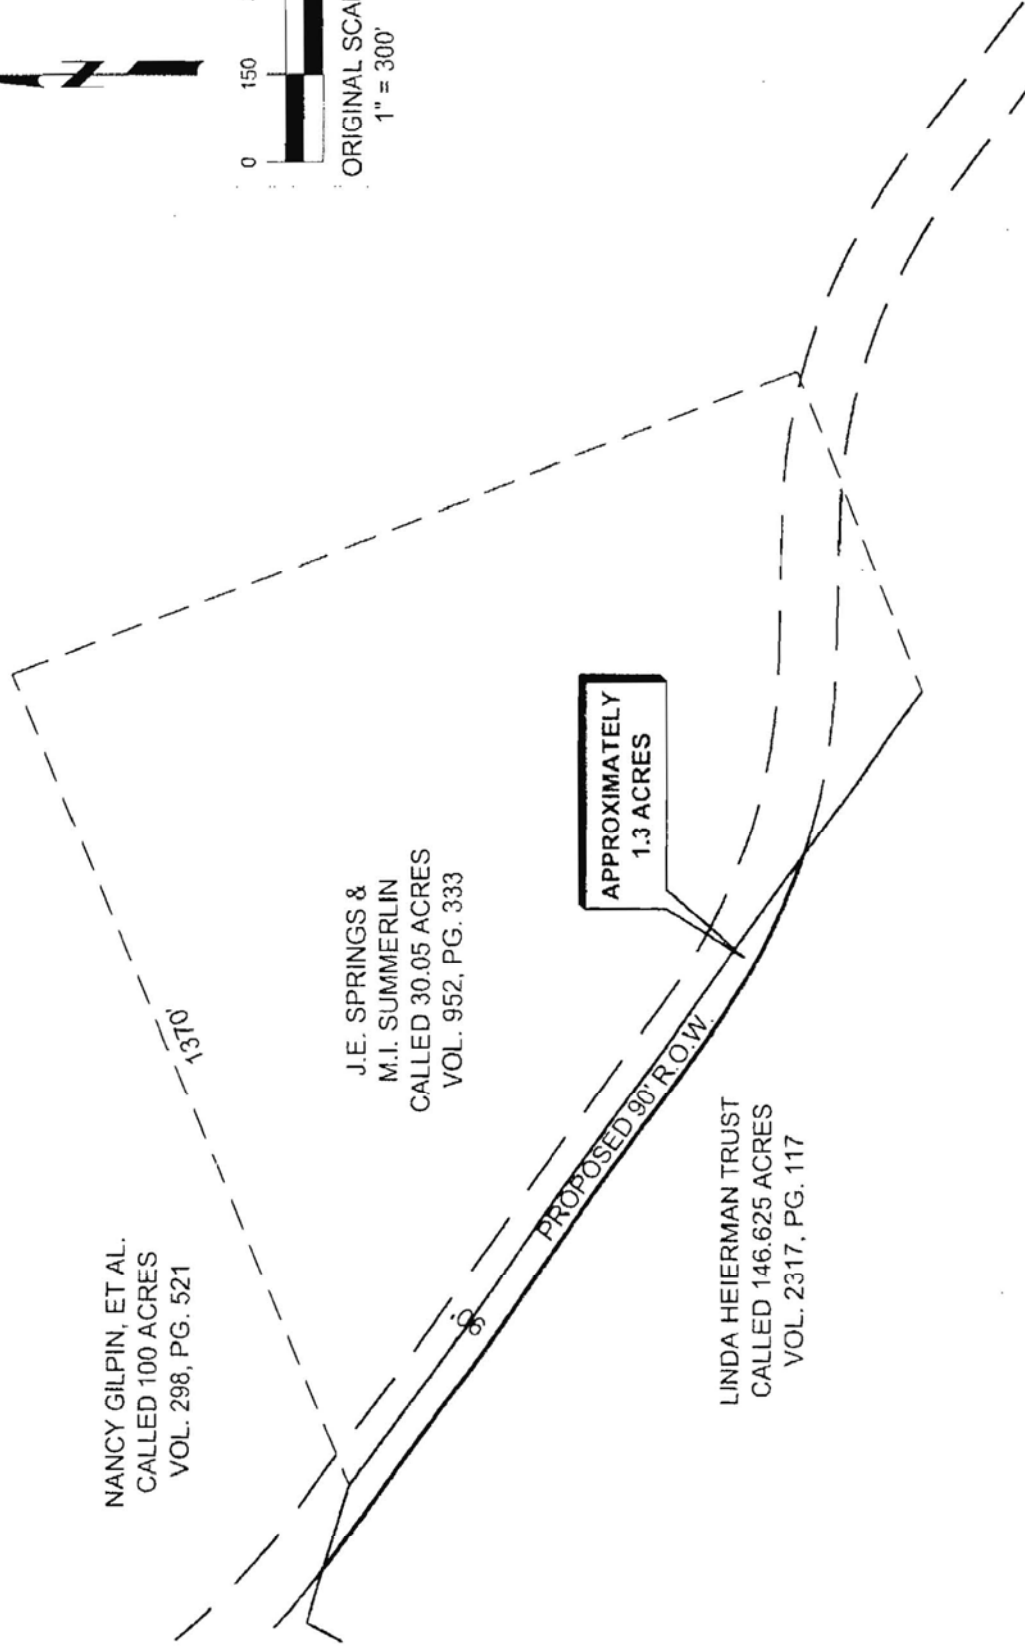 0 150
ORIGINAL SCA
1" = 300'
NANCY GILPIN, ET AL.
CALLED 100 ACRES
VOL. 298, PG. 521
1370'
J.E. SPRINGS &
M.I. SUMMERLIN
CALLED 30.05 ACRES
VOL. 952, PG. 333
APPROXIMATELY
1.3 ACRES
PROPOSED 90' R.O.W.
90'
LINDA HEIERMAN TRUST
CALLED 146.625 ACRES
VOL. 2317, PG. 117